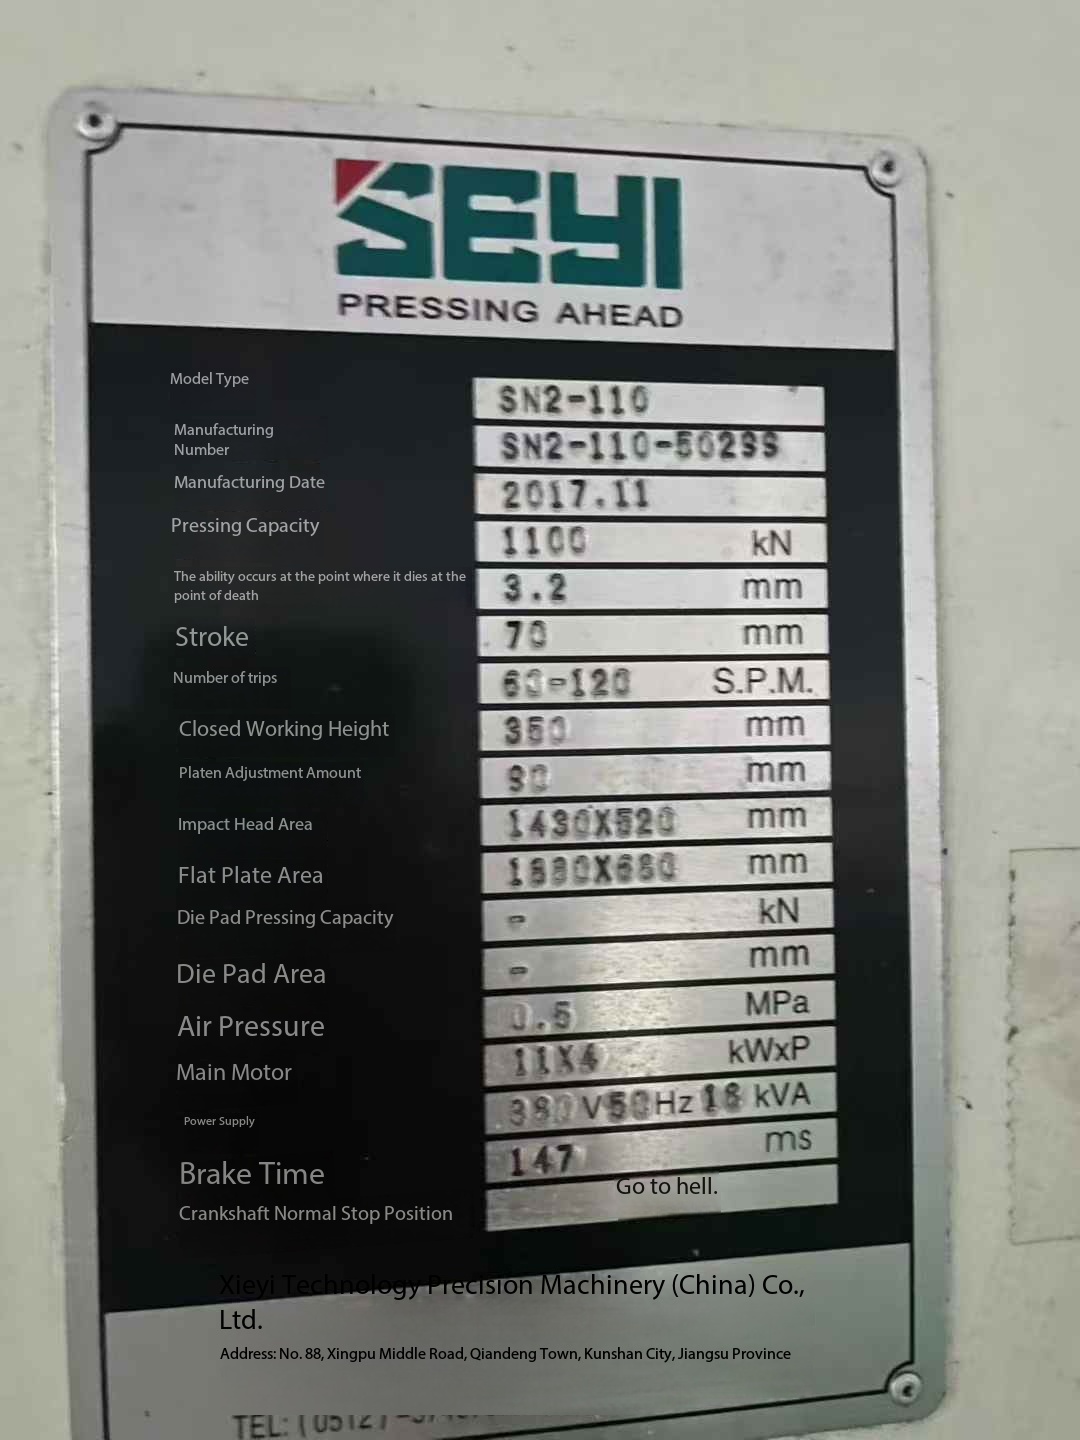 SEYI
PRESSING AHEAD
Model Type
SN2-110
Manufacturing
Number
SN2-110-5029S
Manufacturing Date
2017.11
Pressing Capacity
1100 kN
The ability occurs at the point where it dies at the
point of death
3.2 mm
Stroke
70 mm
Number of trips
60-120 S.P.M.
Closed Working Height
350 mm
Platen Adjustment Amount
90 mm
Impact Head Area
1430X520 mm
Flat Plate Area
mm
Die Pad Pressing Capacity
- kN
Die Pad Area
- mm
Air Pressure
0.5 MPa
Main Motor
11X4 kWxP
Power Supply
380V50Hz 18 kVA
Brake Time
147 ms
Go to hell.
Crankshaft Normal Stop Position
Xieyi Technology Precision Machinery (China) Co.,
Ltd.
Address: No. 88, Xingpu Middle Road, Qiandeng Town, Kunshan City, Jiangsu Province
TEL: